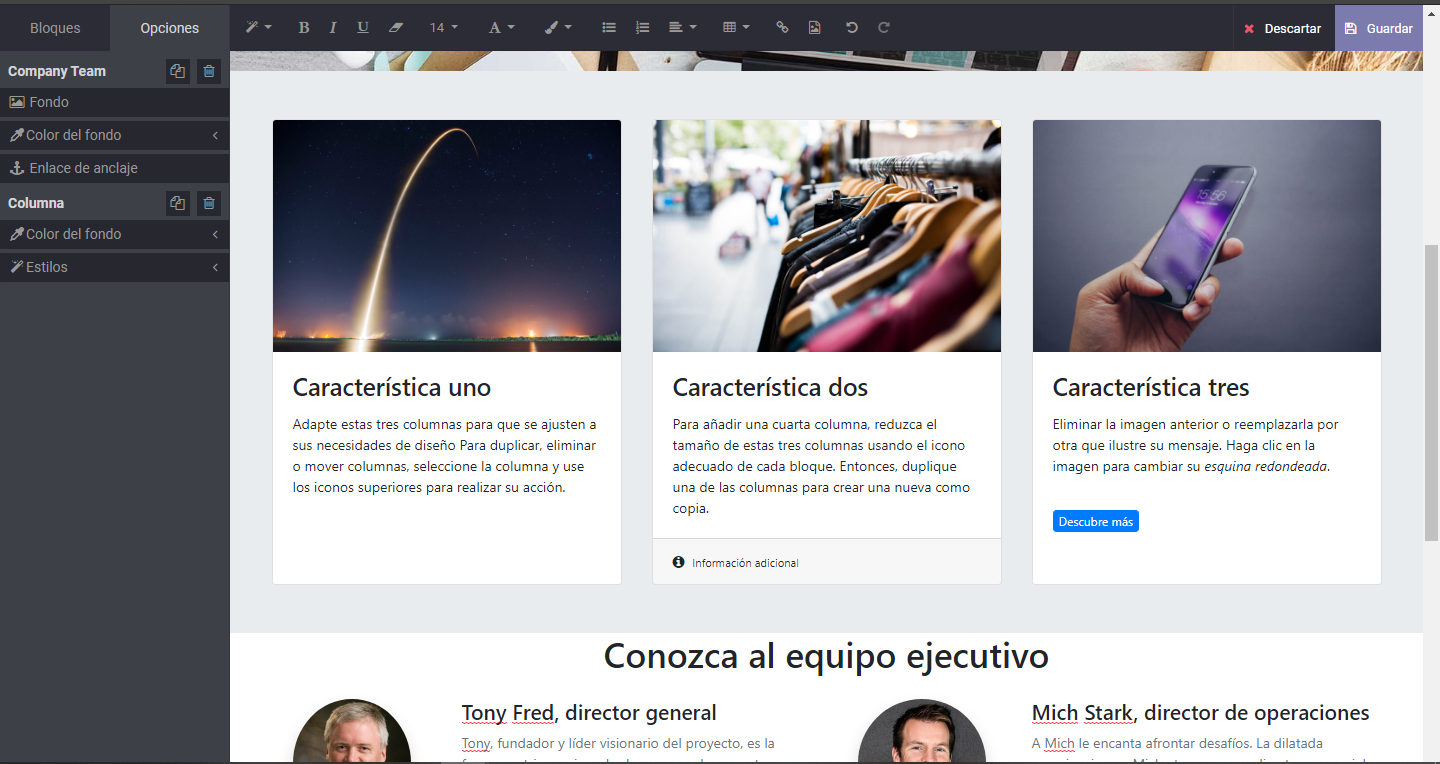 Bloques
Opciones
B I U 14 A
Descartar
Guardar
Company Team
Fondo
Color del fondo
Enlace de anclaje
Columna
Color del fondo
Estilos
15:56
Característica uno
Adapte estas tres columnas para que se ajusten a
sus necesidades de diseño Para duplicar, eliminar
o mover columnas, seleccione la columna y use
los iconos superiores para realizar su acción.
Característica dos
Para añadir una cuarta columna, reduzca el
tamaño de estas tres columnas usando el icono
adecuado de cada bloque. Entonces, duplique
una de las columnas para crear una nueva como
copia.
Información adicional
Característica tres
Eliminar la imagen anterior o reemplazarla por
otra que ilustre su mensaje. Haga clic en la
imagen para cambiar su esquina redondeada.
Descubre más
Conozca al equipo ejecutivo
Tony Fred, director general
Tony, fundador y líder visionario del proyecto, es la
Mich Stark, director de operaciones
A Mich le encanta afrontar desafíos. La dilatada